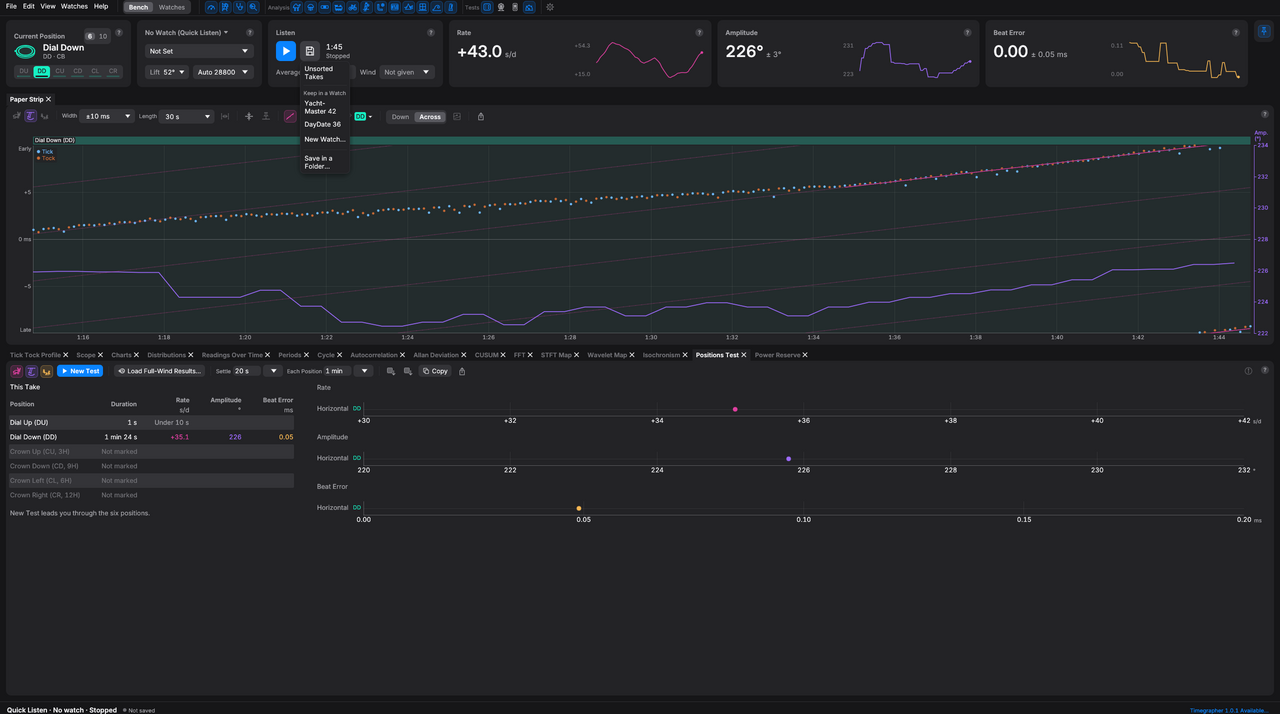 File Edit View Watches Help Bench Watches Analysis Tests
Current Position 6 10 ?
Dial Down
DD · CB
DU DD CU CD CL CR
No Watch (Quick Listen) ?
Not Set
Lift 52° Auto 28800
Listen ?
1:45
Stopped
Average Wind Not given
Unsorted
Takes
Keep in a Watch
Yacht-
Master 42
DayDate 36
New Watch...
Save in a
Folder...
Rate ?
+43.0 s/d
+54.3
+15.0
Amplitude ?
226° ± 3°
231
223
Beat Error ?
0.00 ± 0.05 ms
0.11
0.00
Paper Strip
Width ±10 ms Length 30 s DD Down Across ?
Dial Down (DD)
Amp.
(°)
Early
Tick
Tock
+5
0 ms
−5
Late
234
232
230
228
226
224
222
1:16 1:18 1:20 1:22 1:24 1:26 1:28 1:30 1:32 1:34 1:36 1:38 1:40 1:42 1:44
Tick Tock Profile Scope Charts Distributions Readings Over Time Periods Cycle Autocorrelation Allan Deviation CUSUM FFT STFT Map Wavelet Map Isochronism Positions Test Power Reserve
New Test Load Full-Wind Results... Settle 20 s Each Position 1 min Copy ?
This Take
Position Duration Rate Amplitude Beat Error
s/d ° ms
Dial Up (DU) 1 s Under 10 s
Dial Down (DD) 1 min 24 s +35.1 226 0.05
Crown Up (CU, 3H) Not marked
Crown Down (CD, 9H) Not marked
Crown Left (CL, 6H) Not marked
Crown Right (CR, 12H) Not marked
New Test leads you through the six positions.
Rate
Horizontal DD
+30 +32 +34 +36 +38 +40 +42 s/d
Amplitude
Horizontal DD
220 222 224 226 228 230 232 °
Beat Error
Horizontal DD
0.00 0.05 0.10 0.15 0.20 ms
Quick Listen · No watch · Stopped Not saved
Timegrapher 1.0.1 Available...